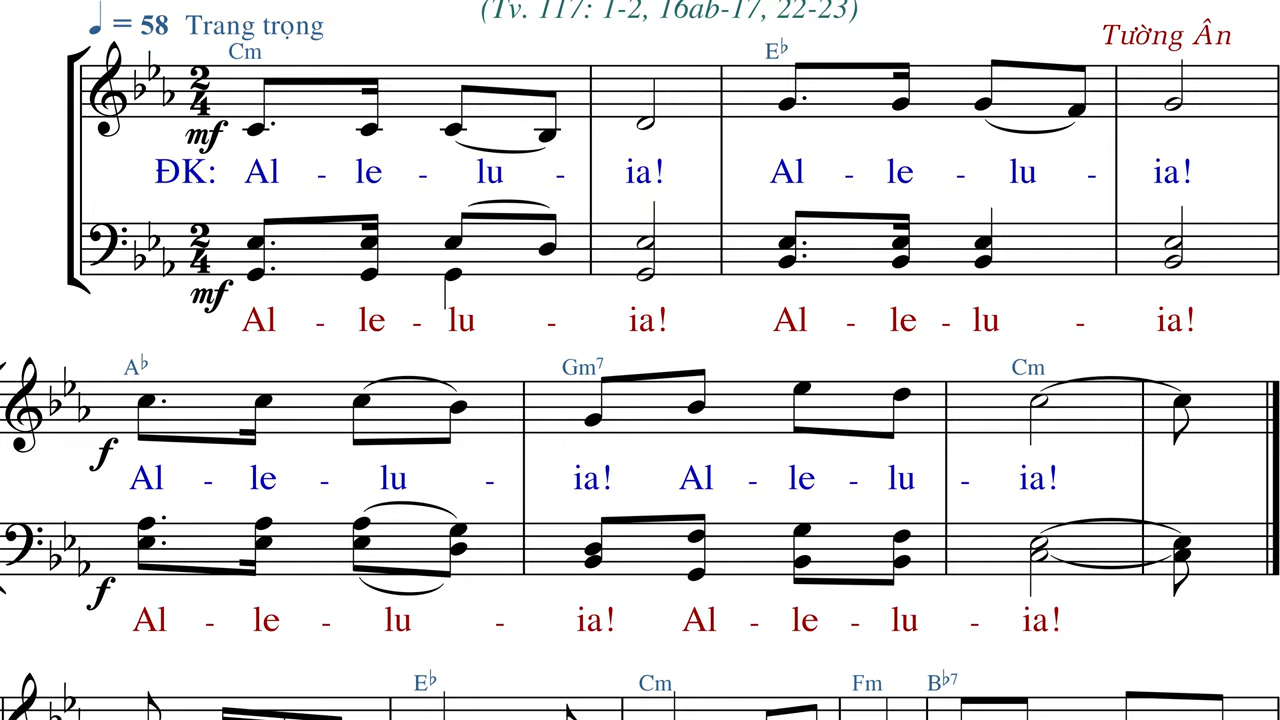 (Tv. 117: 1-2, 16ab-17, 22-23)
♩ = 58 Trang trọng
Tường Ân
Cm E♭
mf
ĐK: Al - le - lu - ia! Al - le - lu - ia!
mf
Al - le - lu - ia! Al - le - lu - ia!
A♭ Gm7 Cm
f
Al - le - lu - ia! Al - le - lu - ia!
f
Al - le - lu - ia! Al - le - lu - ia!
E♭ Cm Fm B♭7